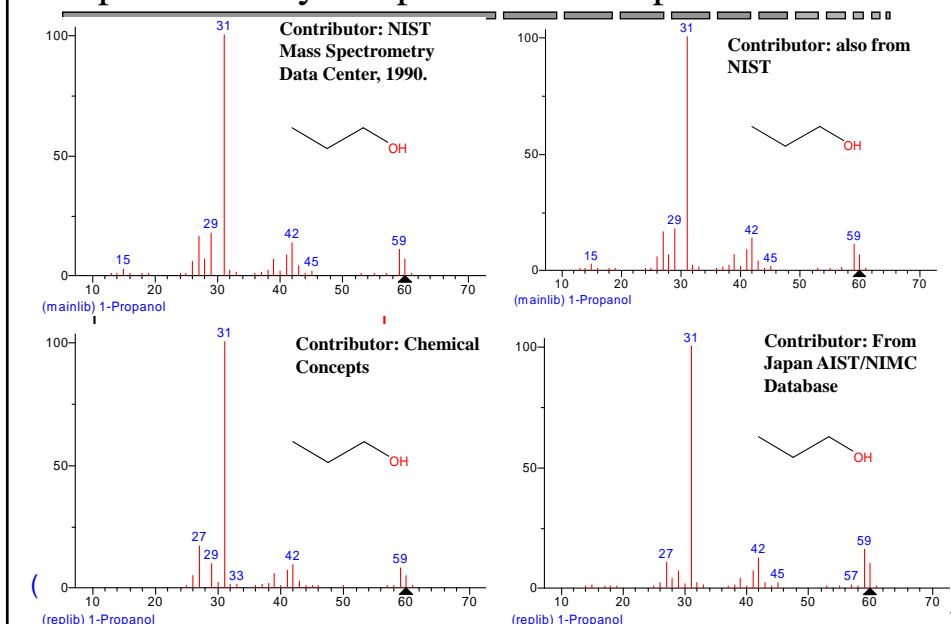 Contributor: NIST
Mass Spectrometry
Data Center, 1990.
100
50
0
31
29
15
42
45
59
OH
10 20 30 40 50 60 70
(mainlib) 1-Propanol
Contributor: also from
NIST
100
50
0
31
29
15
42
45
59
OH
10 20 30 40 50 60 70
(mainlib) 1-Propanol
Contributor: Chemical
Concepts
100
50
0
31
27
29
33
42
59
OH
10 20 30 40 50 60 70
(replib) 1-Propanol
Contributor: From
Japan AIST/NIMC
Database
100
50
0
31
27
42
45
57
59
OH
10 20 30 40 50 60 70
(replib) 1-Propanol
(